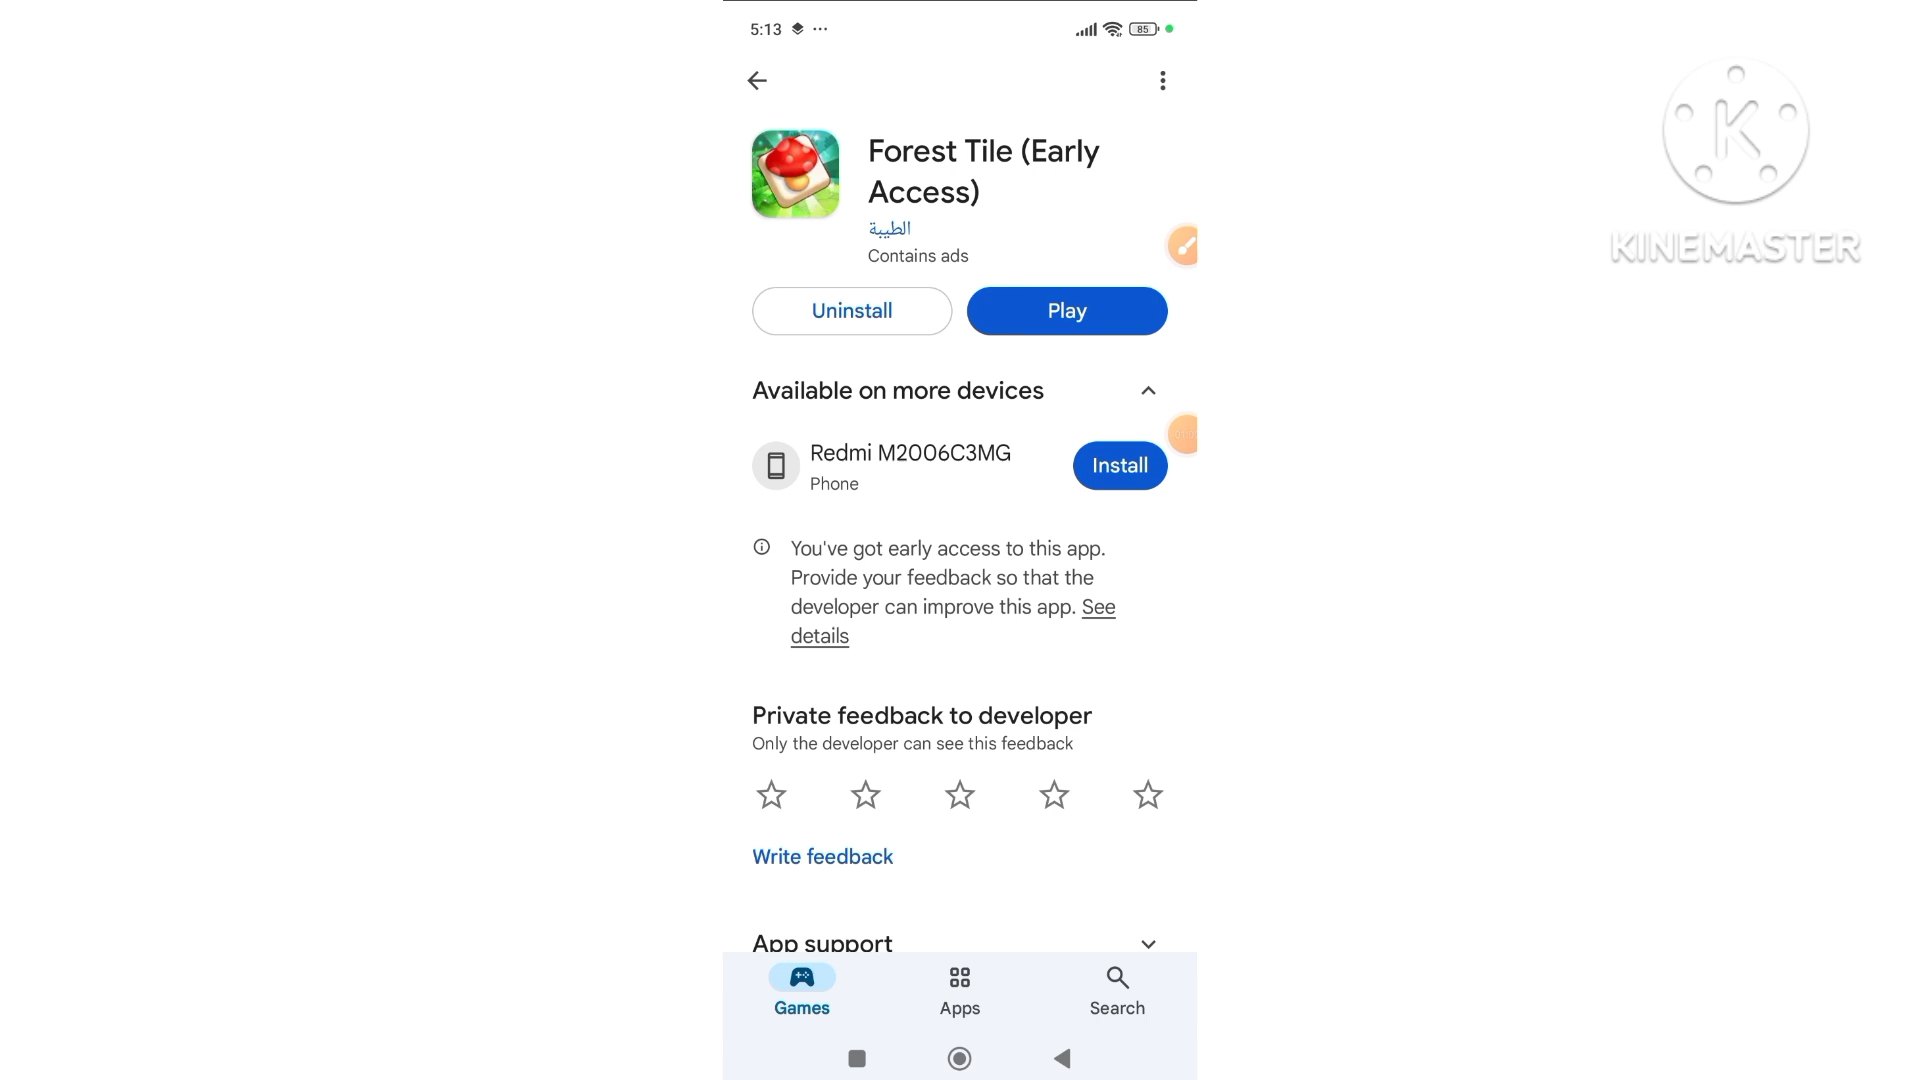 5:13
85
Forest Tile (Early
Access)
الطيبة
Contains ads
Uninstall
Play
Available on more devices
Redmi M2006C3MG
Phone
Install
You've got early access to this app.
Provide your feedback so that the
developer can improve this app. See
details
Private feedback to developer
Only the developer can see this feedback
Write feedback
App support
Games
Apps
Search
K
KINEMASTER